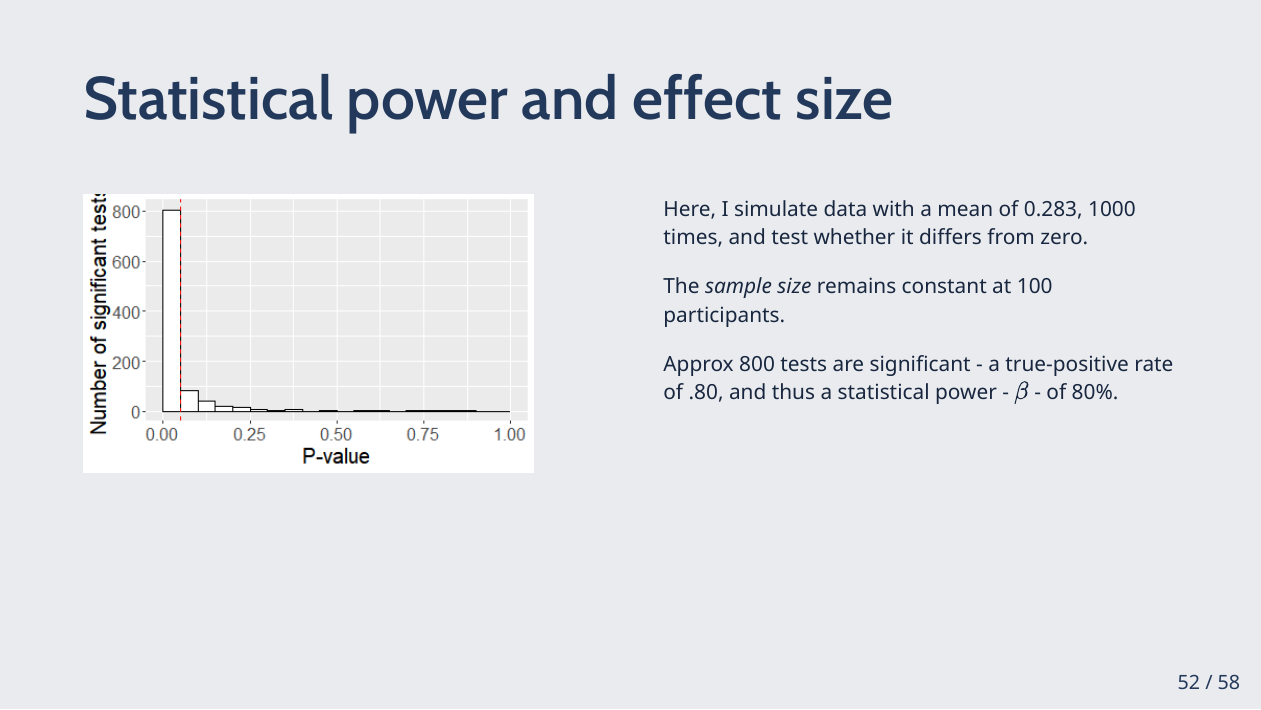 Statistical power and effect size
Number of significant tests
800
600
400
200
0
0.00 0.25 0.50 0.75 1.00
P-value
Here, I simulate data with a mean of 0.283, 1000
times, and test whether it differs from zero.
The sample size remains constant at 100
participants.
Approx 800 tests are significant - a true-positive rate
of .80, and thus a statistical power - β - of 80%.
52 / 58